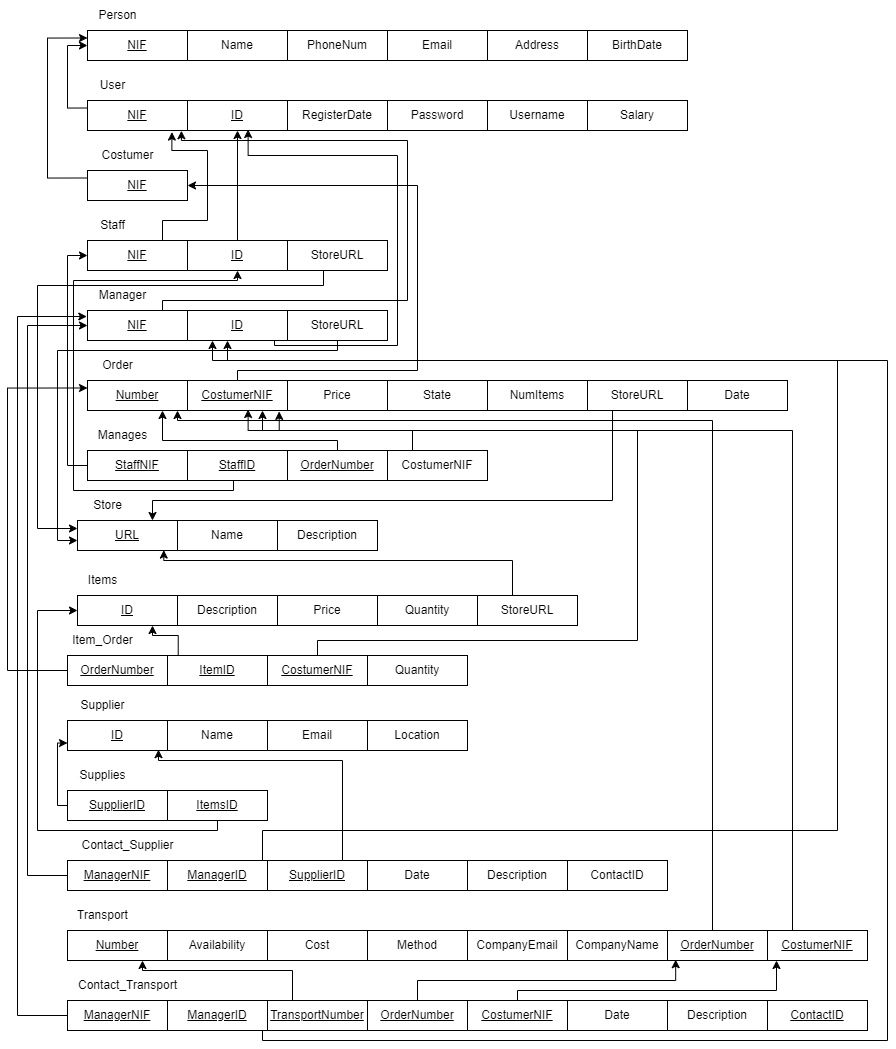 Person
NIF Name PhoneNum Email Address BirthDate
User
NIF ID RegisterDate Password Username Salary
Costumer
NIF
Staff
NIF ID StoreURL
Manager
NIF ID StoreURL
Order
Number CostumerNIF Price State NumItems StoreURL Date
Manages
StaffNIF StaffID OrderNumber CostumerNIF
Store
URL Name Description
Items
ID Description Price Quantity StoreURL
Item_Order
OrderNumber ItemID CostumerNIF Quantity
Supplier
ID Name Email Location
Supplies
SupplierID ItemsID
Contact_Supplier
ManagerNIF ManagerID SupplierID Date Description ContactID
Transport
Number Availability Cost Method CompanyEmail CompanyName OrderNumber CostumerNIF
Contact_Transport
ManagerNIF ManagerID TransportNumber OrderNumber CostumerNIF Date Description ContactID